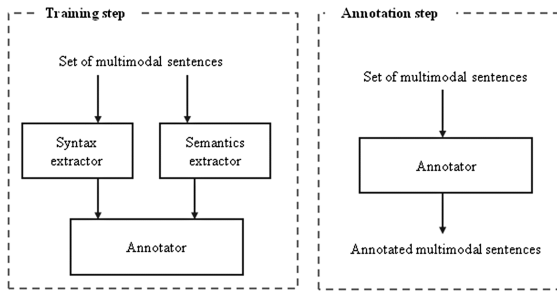 Training step
Set of multimodal sentences
Syntax
extractor
Semantics
extractor
Annotator
Annotation step
Set of multimodal sentences
Annotator
Annotated multimodal sentences